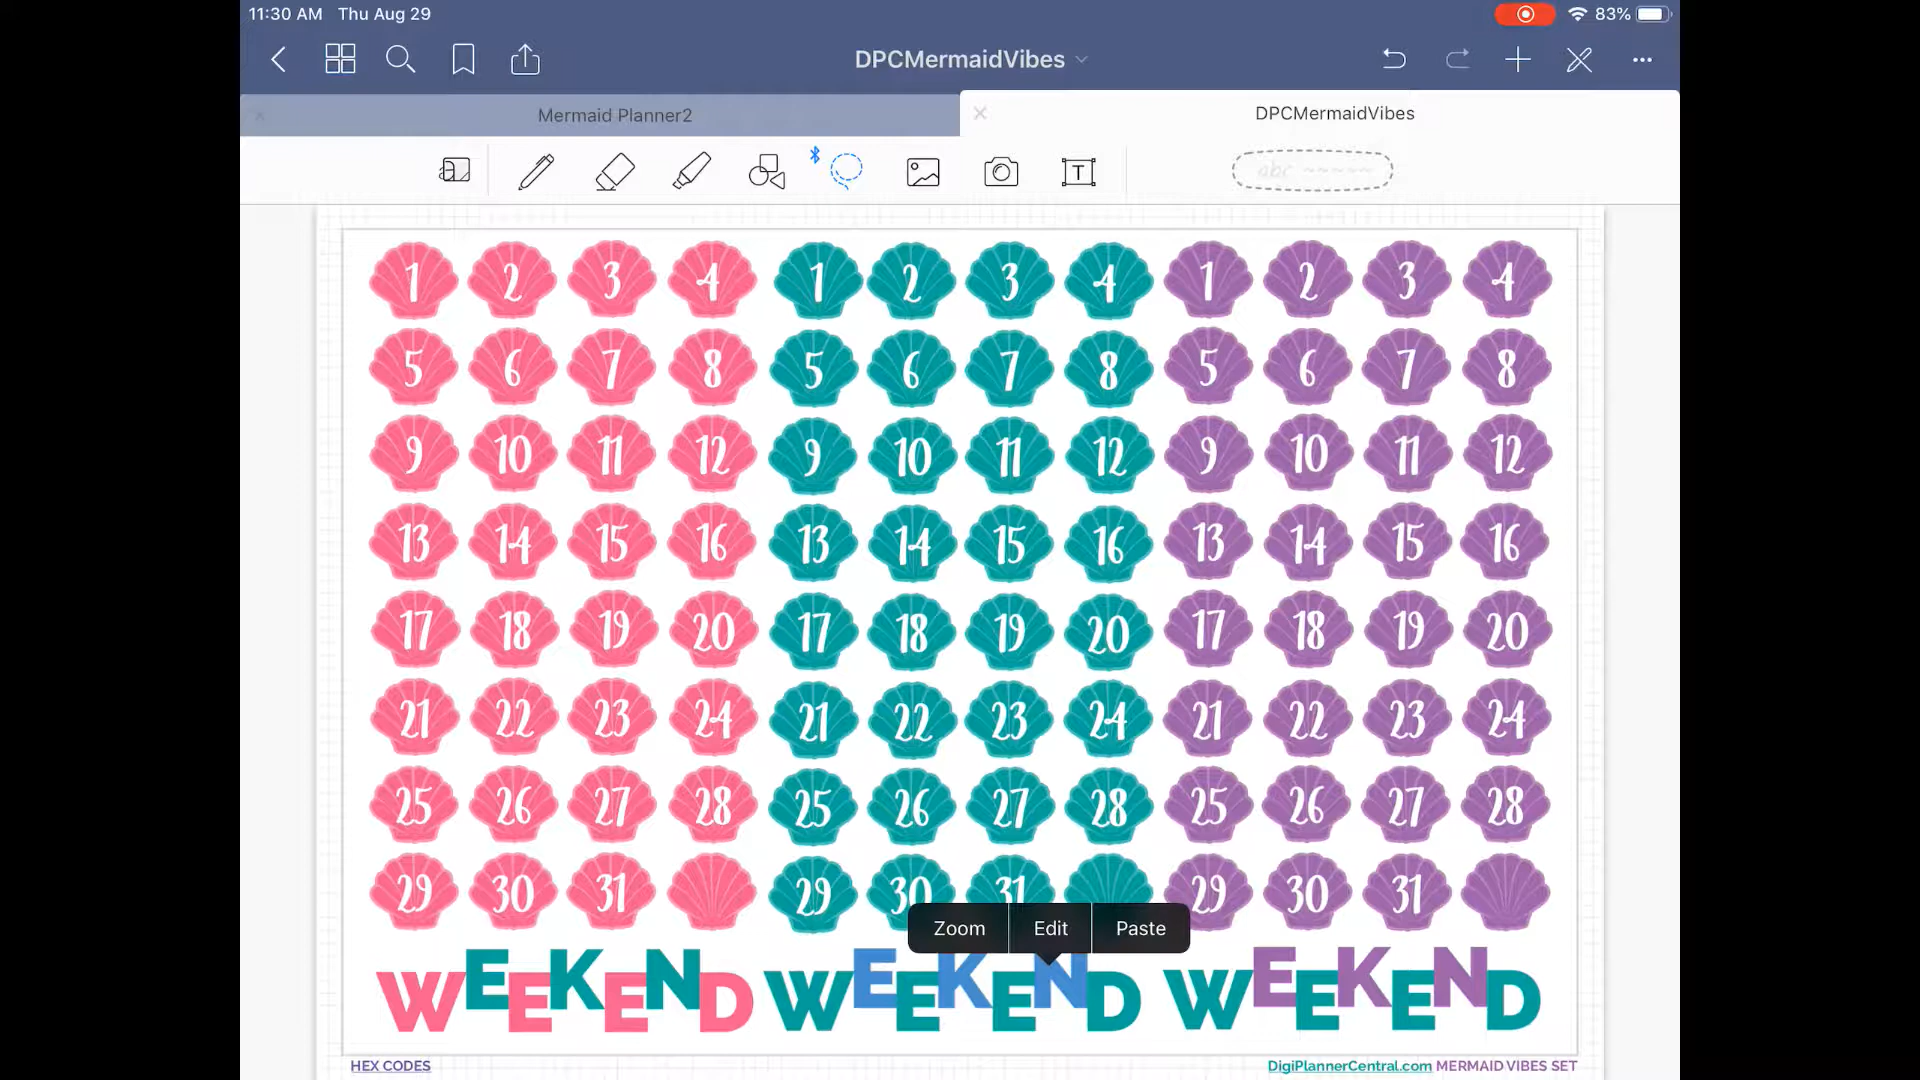 11:30 AM Thu Aug 29 83%
DPCMermaidVibes
Mermaid Planner2 DPCMermaidVibes
T abc
1 2 3 4 1 2 3 4 1 2 3 4
5 6 7 8 5 6 7 8 5 6 7 8
9 10 11 12 9 10 11 12 9 10 11 12
13 14 15 16 13 14 15 16 13 14 15 16
17 18 19 20 17 18 19 20 17 18 19 20
21 22 23 24 21 22 23 24 21 22 23 24
25 26 27 28 25 26 27 28 25 26 27 28
29 30 31 29 30 31 29 30 31
Zoom Edit Paste
WEEKEND WEEKEND WEEKEND
HEX CODES DigiPlannerCentral.com MERMAID VIBES SET